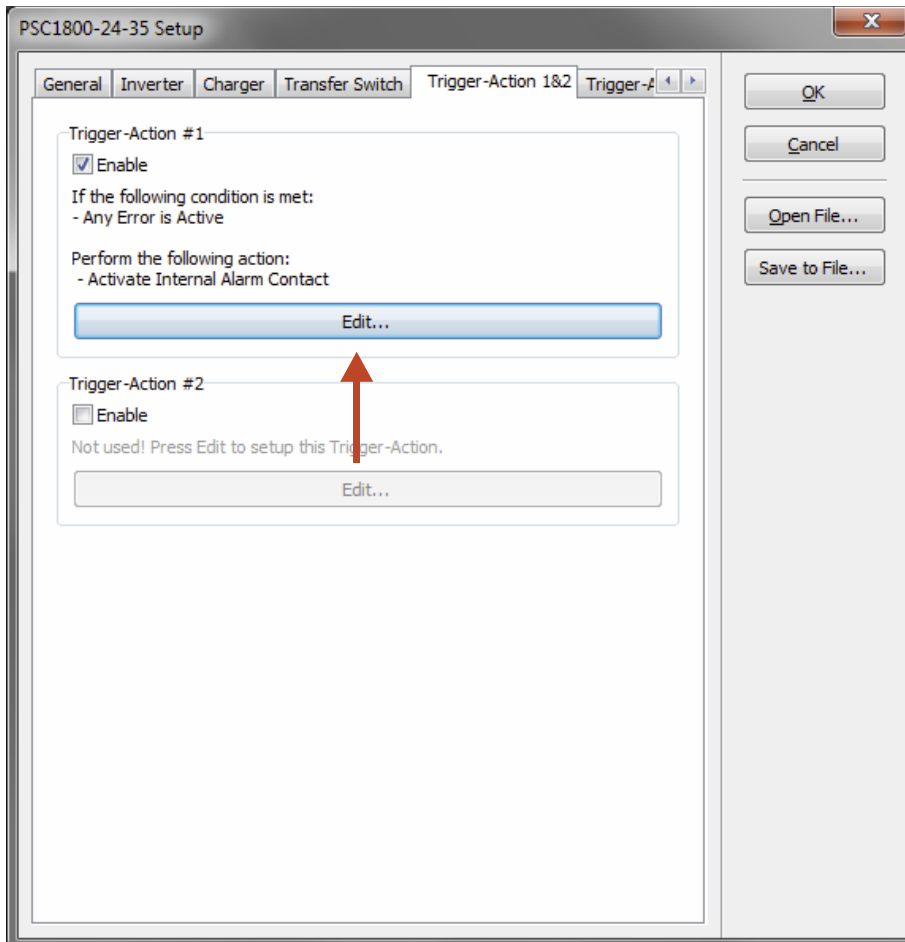 PSC1800-24-35 Setup
General
Inverter
Charger
Transfer Switch
Trigger-Action 1&2
Trigger-A
Trigger-Action #1
Enable
If the following condition is met:
- Any Error is Active
Perform the following action:
- Activate Internal Alarm Contact
Edit...
Trigger-Action #2
Enable
Not used! Press Edit to setup this Trigger-Action.
Edit...
OK
Cancel
Open File...
Save to File...